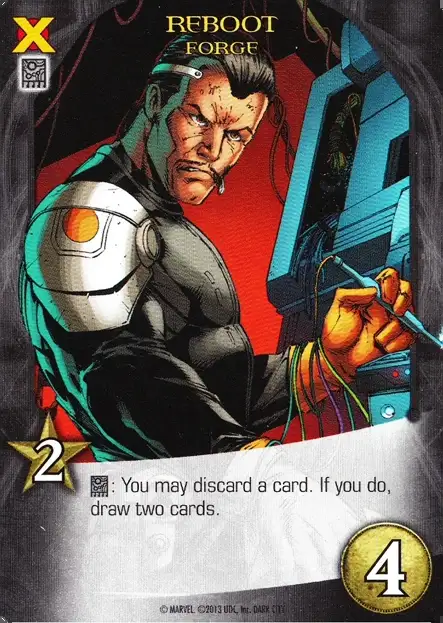 REBOOT
FORGE
2
: You may discard a card. If you do,
draw two cards.
4
© MARVEL ©2013 UDC, Inc. DARK CITY